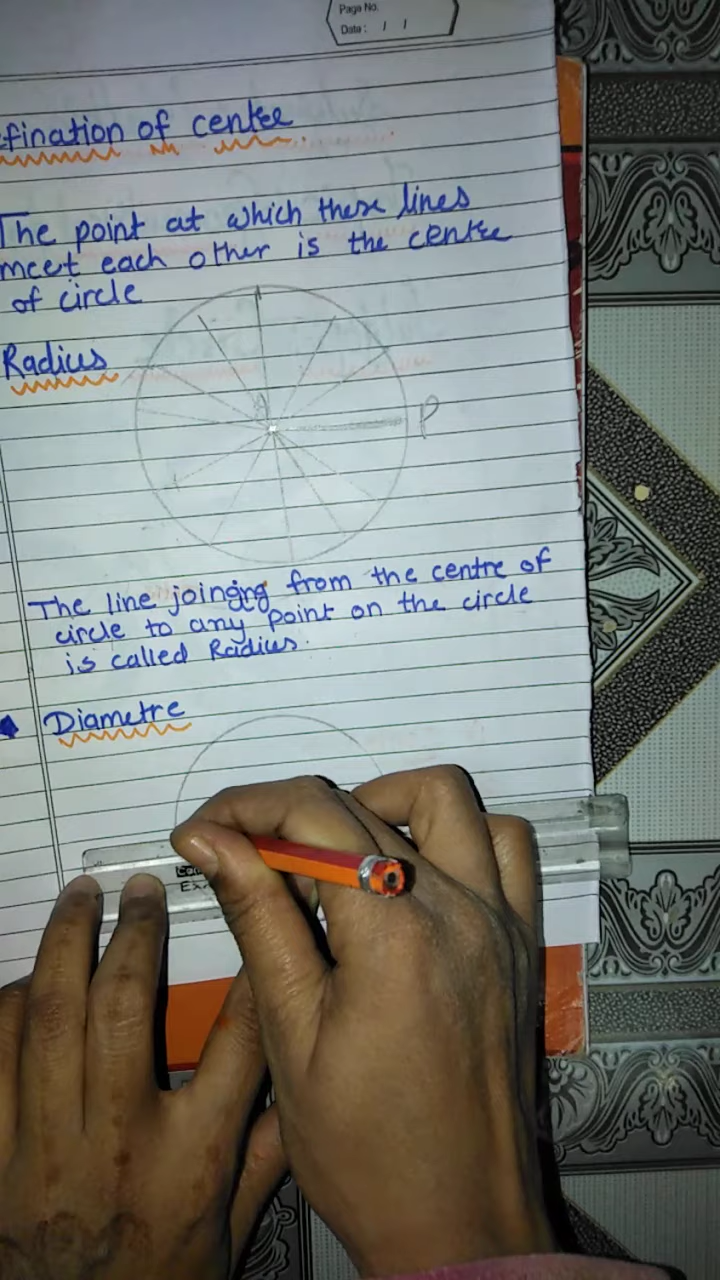 Page No.
Date: / /
efination of centre
The point at which these lines
meet each other is the centre
of circle
Radius
P
The line joinging from the centre of
circle to any point on the circle
is called Radius.
Diametre